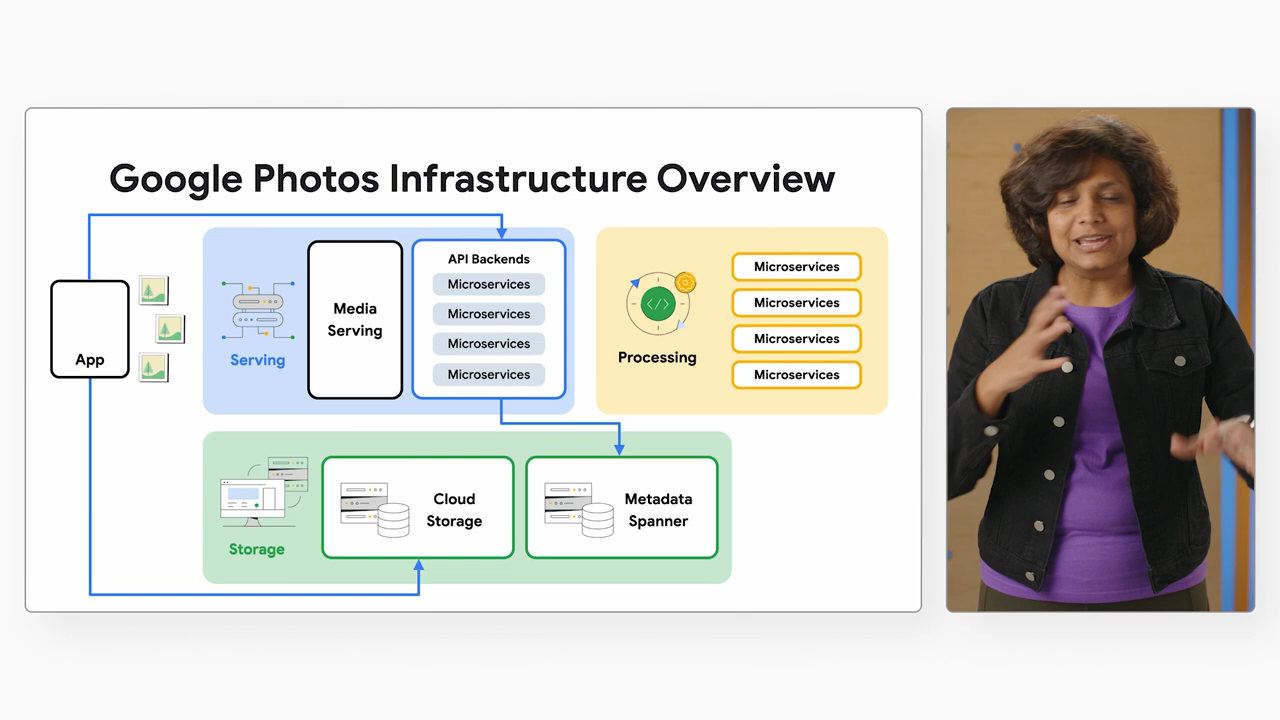 Google Photos Infrastructure Overview
App
Serving
Media
Serving
API Backends
Microservices
Microservices
Microservices
Microservices
Processing
Microservices
Microservices
Microservices
Microservices
Storage
Cloud
Storage
Metadata
Spanner